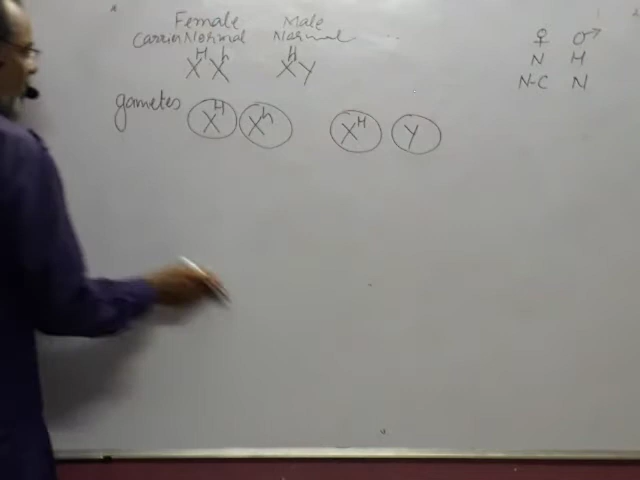 Female Male
Carrier Normal Normal
X^H X^h X^H Y
gametes X^H X^h X^H Y
♀ ♂
N H
N-C N